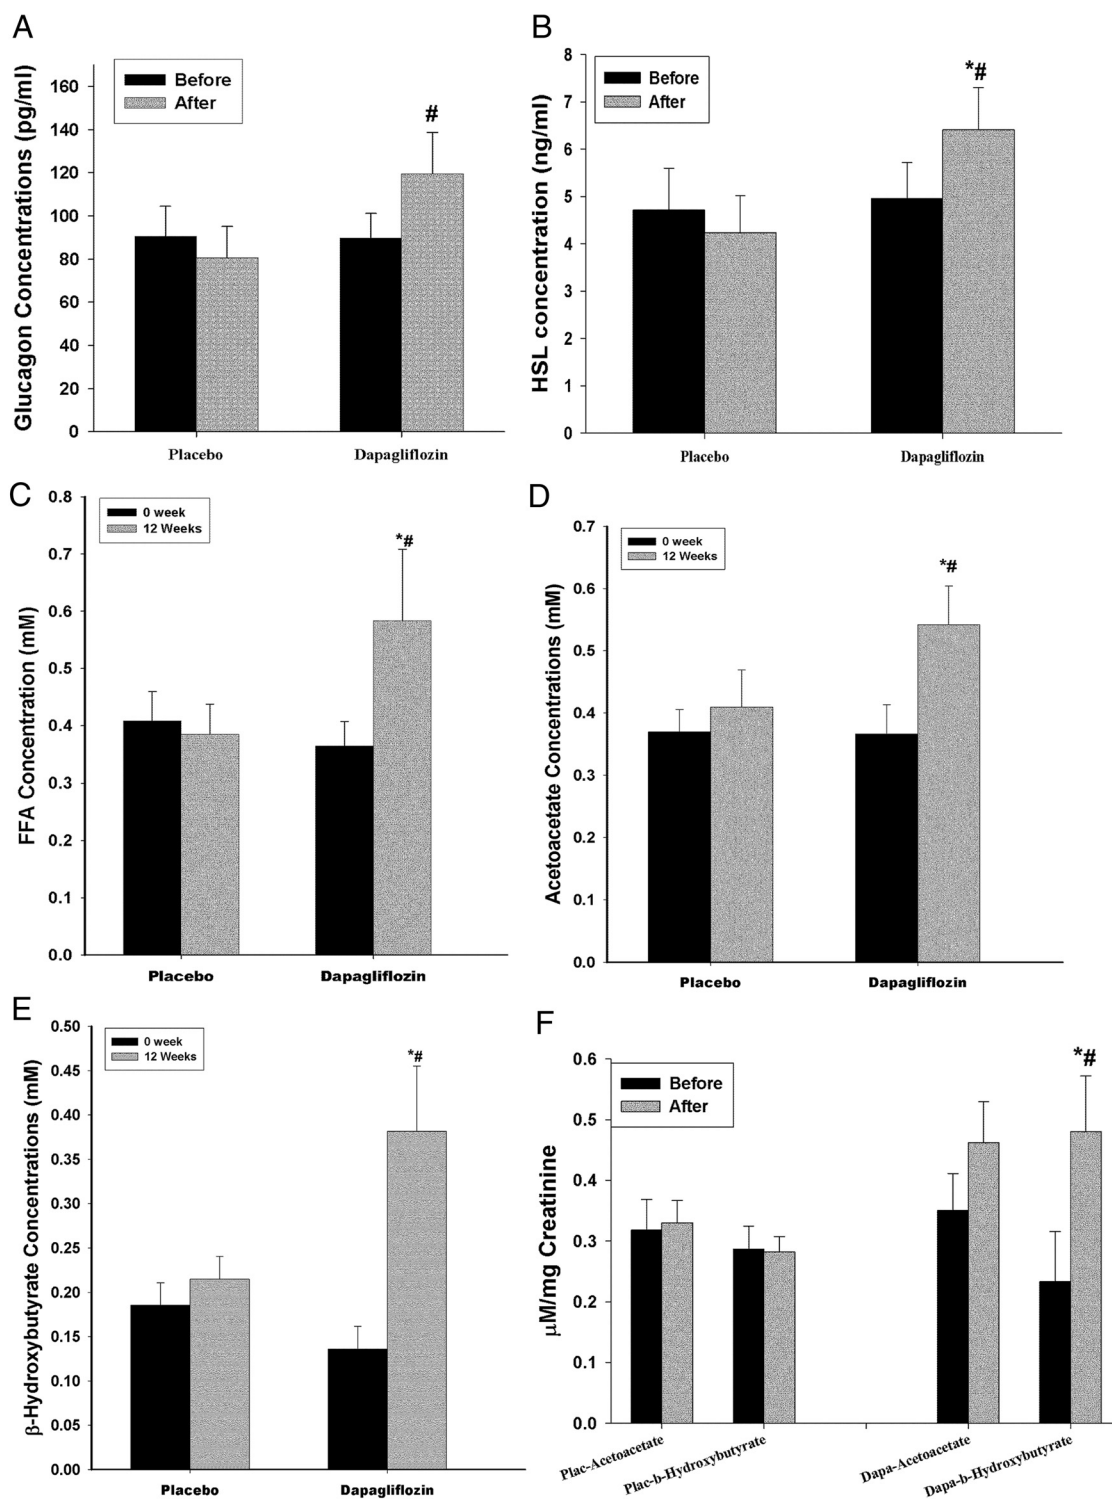 A
Glucagon Concentrations (pg/ml)
160
140
120
100
80
60
40
20
0
Before
After
#
Placebo
Dapagliflozin
B
HSL concentration (ng/ml)
8
7
6
5
4
3
2
1
0
Before
After
*#
Placebo
Dapagliflozin
C
FFA Concentration (mM)
0.8
0.7
0.6
0.5
0.4
0.3
0.2
0.1
0.0
0 week
12 Weeks
*#
Placebo
Dapagliflozin
D
Acetoacetate Concentrations (mM)
0.7
0.6
0.5
0.4
0.3
0.2
0.1
0.0
0 week
12 Weeks
*#
Placebo
Dapagliflozin
E
β-Hydroxybutyrate Concentrations (mM)
0.50
0.45
0.40
0.35
0.30
0.25
0.20
0.15
0.10
0.05
0.00
0 week
12 Weeks
*#
Placebo
Dapagliflozin
F
μM/mg Creatinine
0.6
0.5
0.4
0.3
0.2
0.1
0.0
Before
After
*#
Plac-Acetoacetate
Plac-b-Hydroxybutyrate
Dapa-Acetoacetate
Dapa-b-Hydroxybutyrate